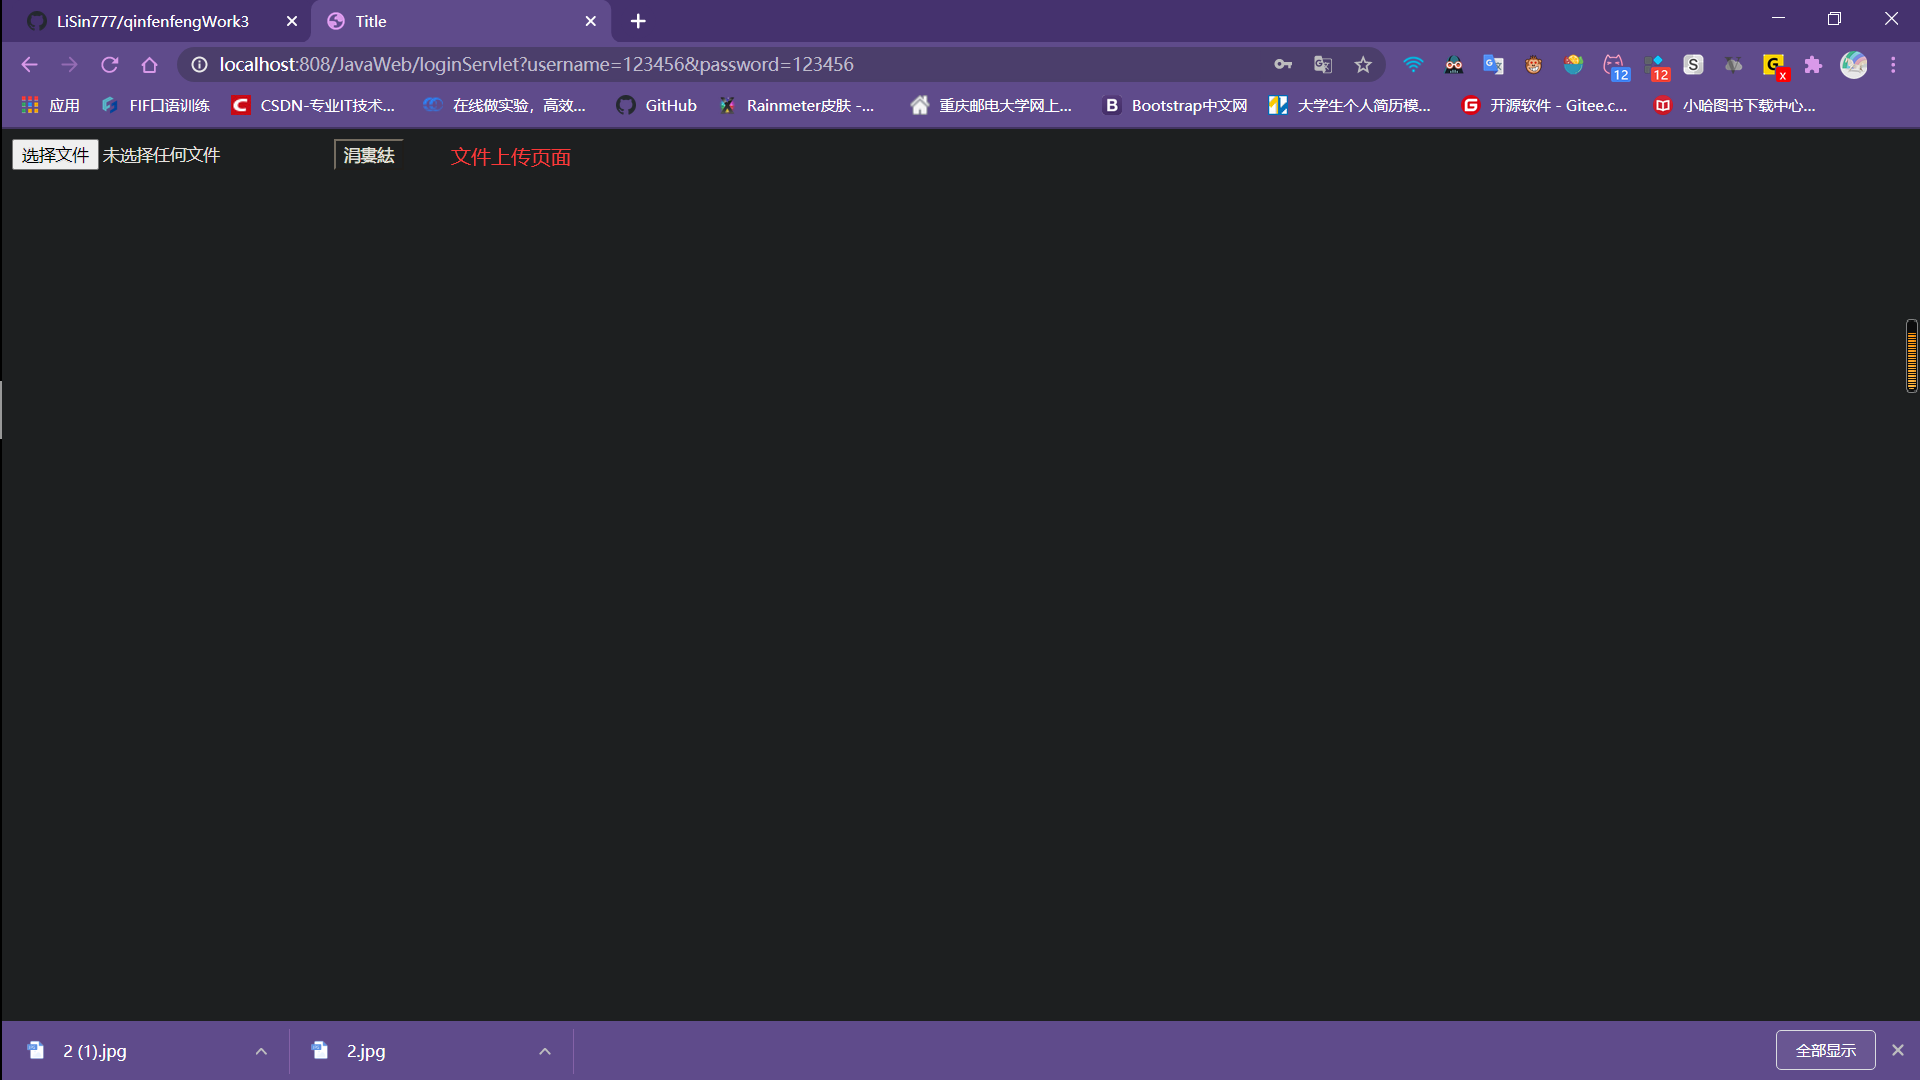 LiSin777/qinfenfengWork3
Title
localhost:808/JavaWeb/loginServlet?username=123456&password=123456
12
12
S
G
x
应用
FIF口语训练
CSDN-专业IT技术...
在线做实验，高效...
GitHub
Rainmeter皮肤 -...
重庆邮电大学网上...
B Bootstrap中文网
大学生个人简历模...
开源软件 - Gitee.c...
小哈图书下载中心...
选择文件 未选择任何文件
涓婁紶
文件上传页面
2 (1).jpg
2.jpg
全部显示